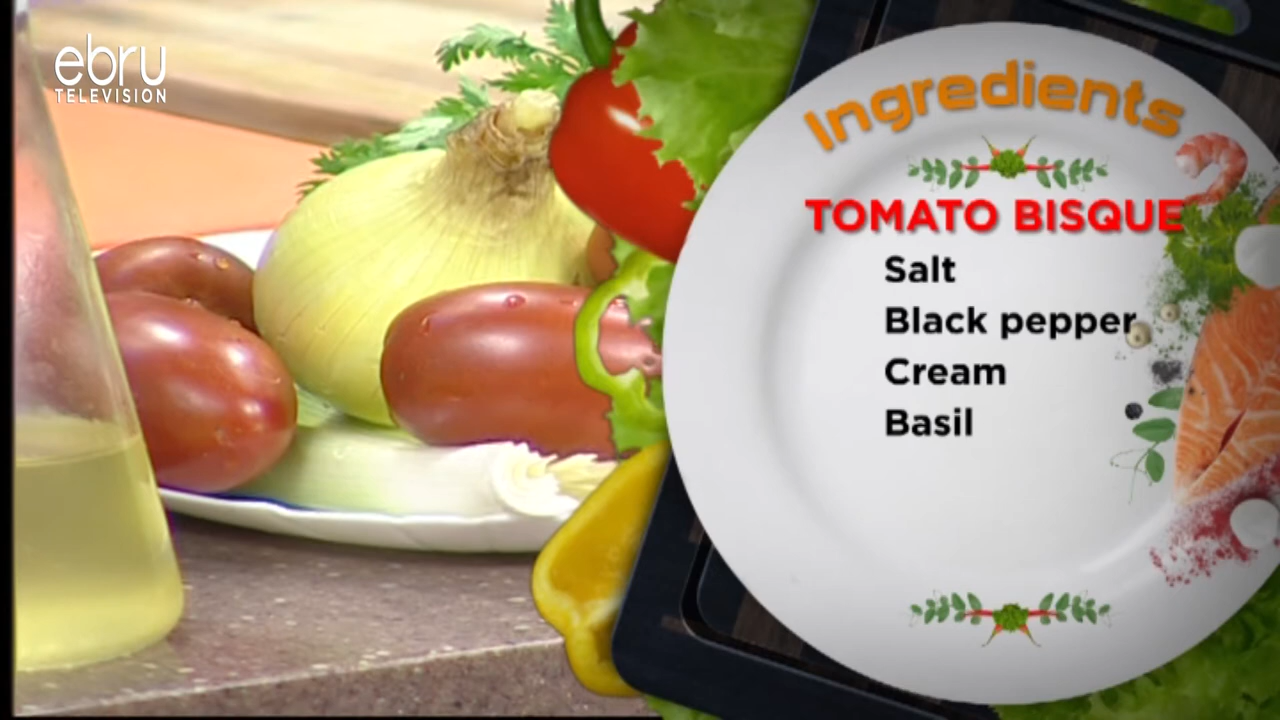 ebru
TELEVISION
Ingredients
TOMATO BISQUE
Salt
Black pepper
Cream
Basil